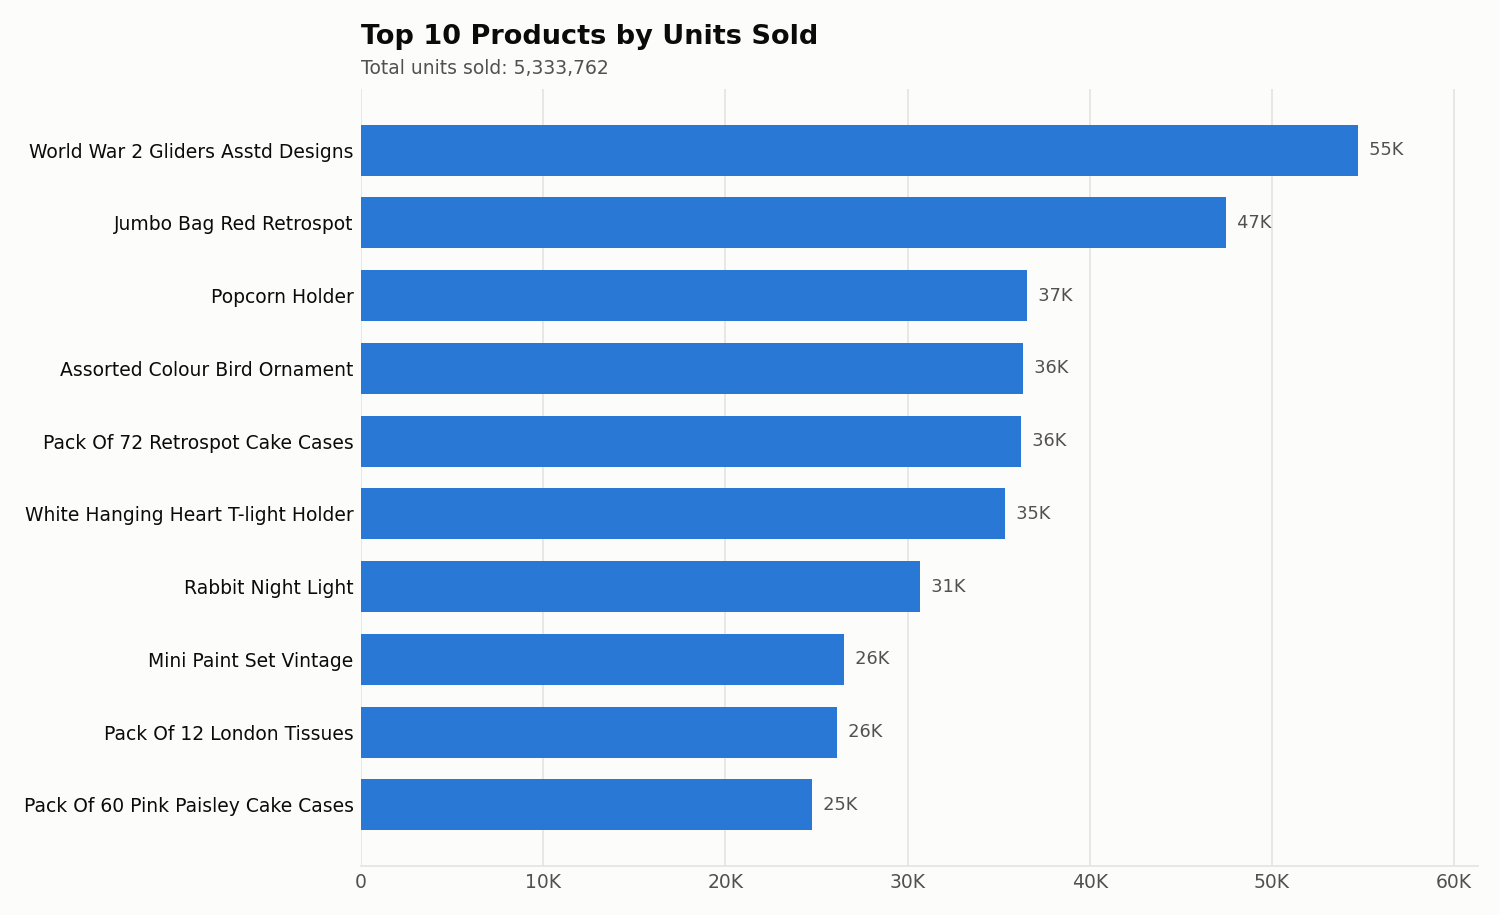 Top 10 Products by Units Sold
Total units sold: 5,333,762
World War 2 Gliders Asstd Designs 55K
Jumbo Bag Red Retrospot 47K
Popcorn Holder 37K
Assorted Colour Bird Ornament 36K
Pack Of 72 Retrospot Cake Cases 36K
White Hanging Heart T-light Holder 35K
Rabbit Night Light 31K
Mini Paint Set Vintage 26K
Pack Of 12 London Tissues 26K
Pack Of 60 Pink Paisley Cake Cases 25K
0 10K 20K 30K 40K 50K 60K